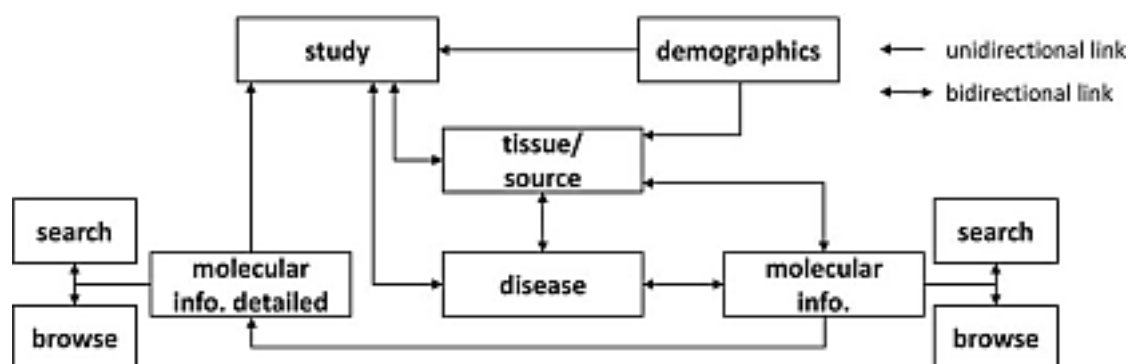 study
demographics
unidirectional link
bidirectional link
tissue/
source
search
molecular
info. detailed
disease
molecular
info.
search
browse
browse